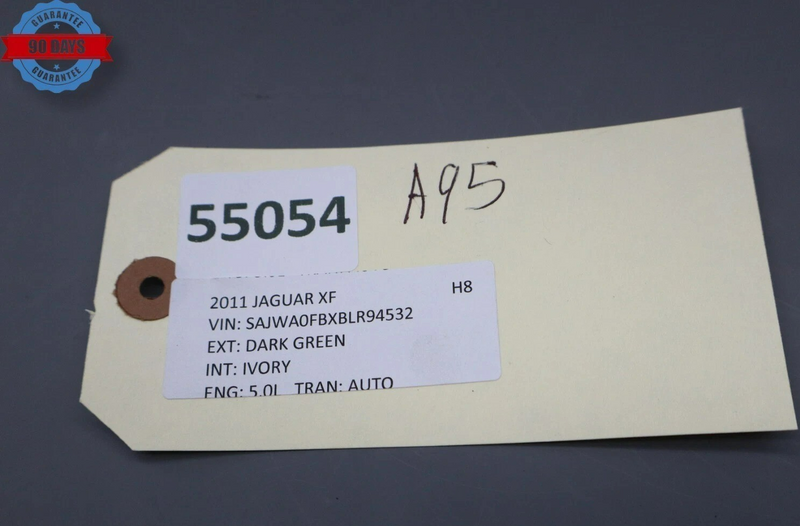 GUARANTEE
90 DAYS
GUARANTEE
A95
55054
2011 JAGUAR XF H8
VIN: SAJWA0FBXBLR94532
EXT: DARK GREEN
INT: IVORY
ENG: 5.0L TRAN: AUTO